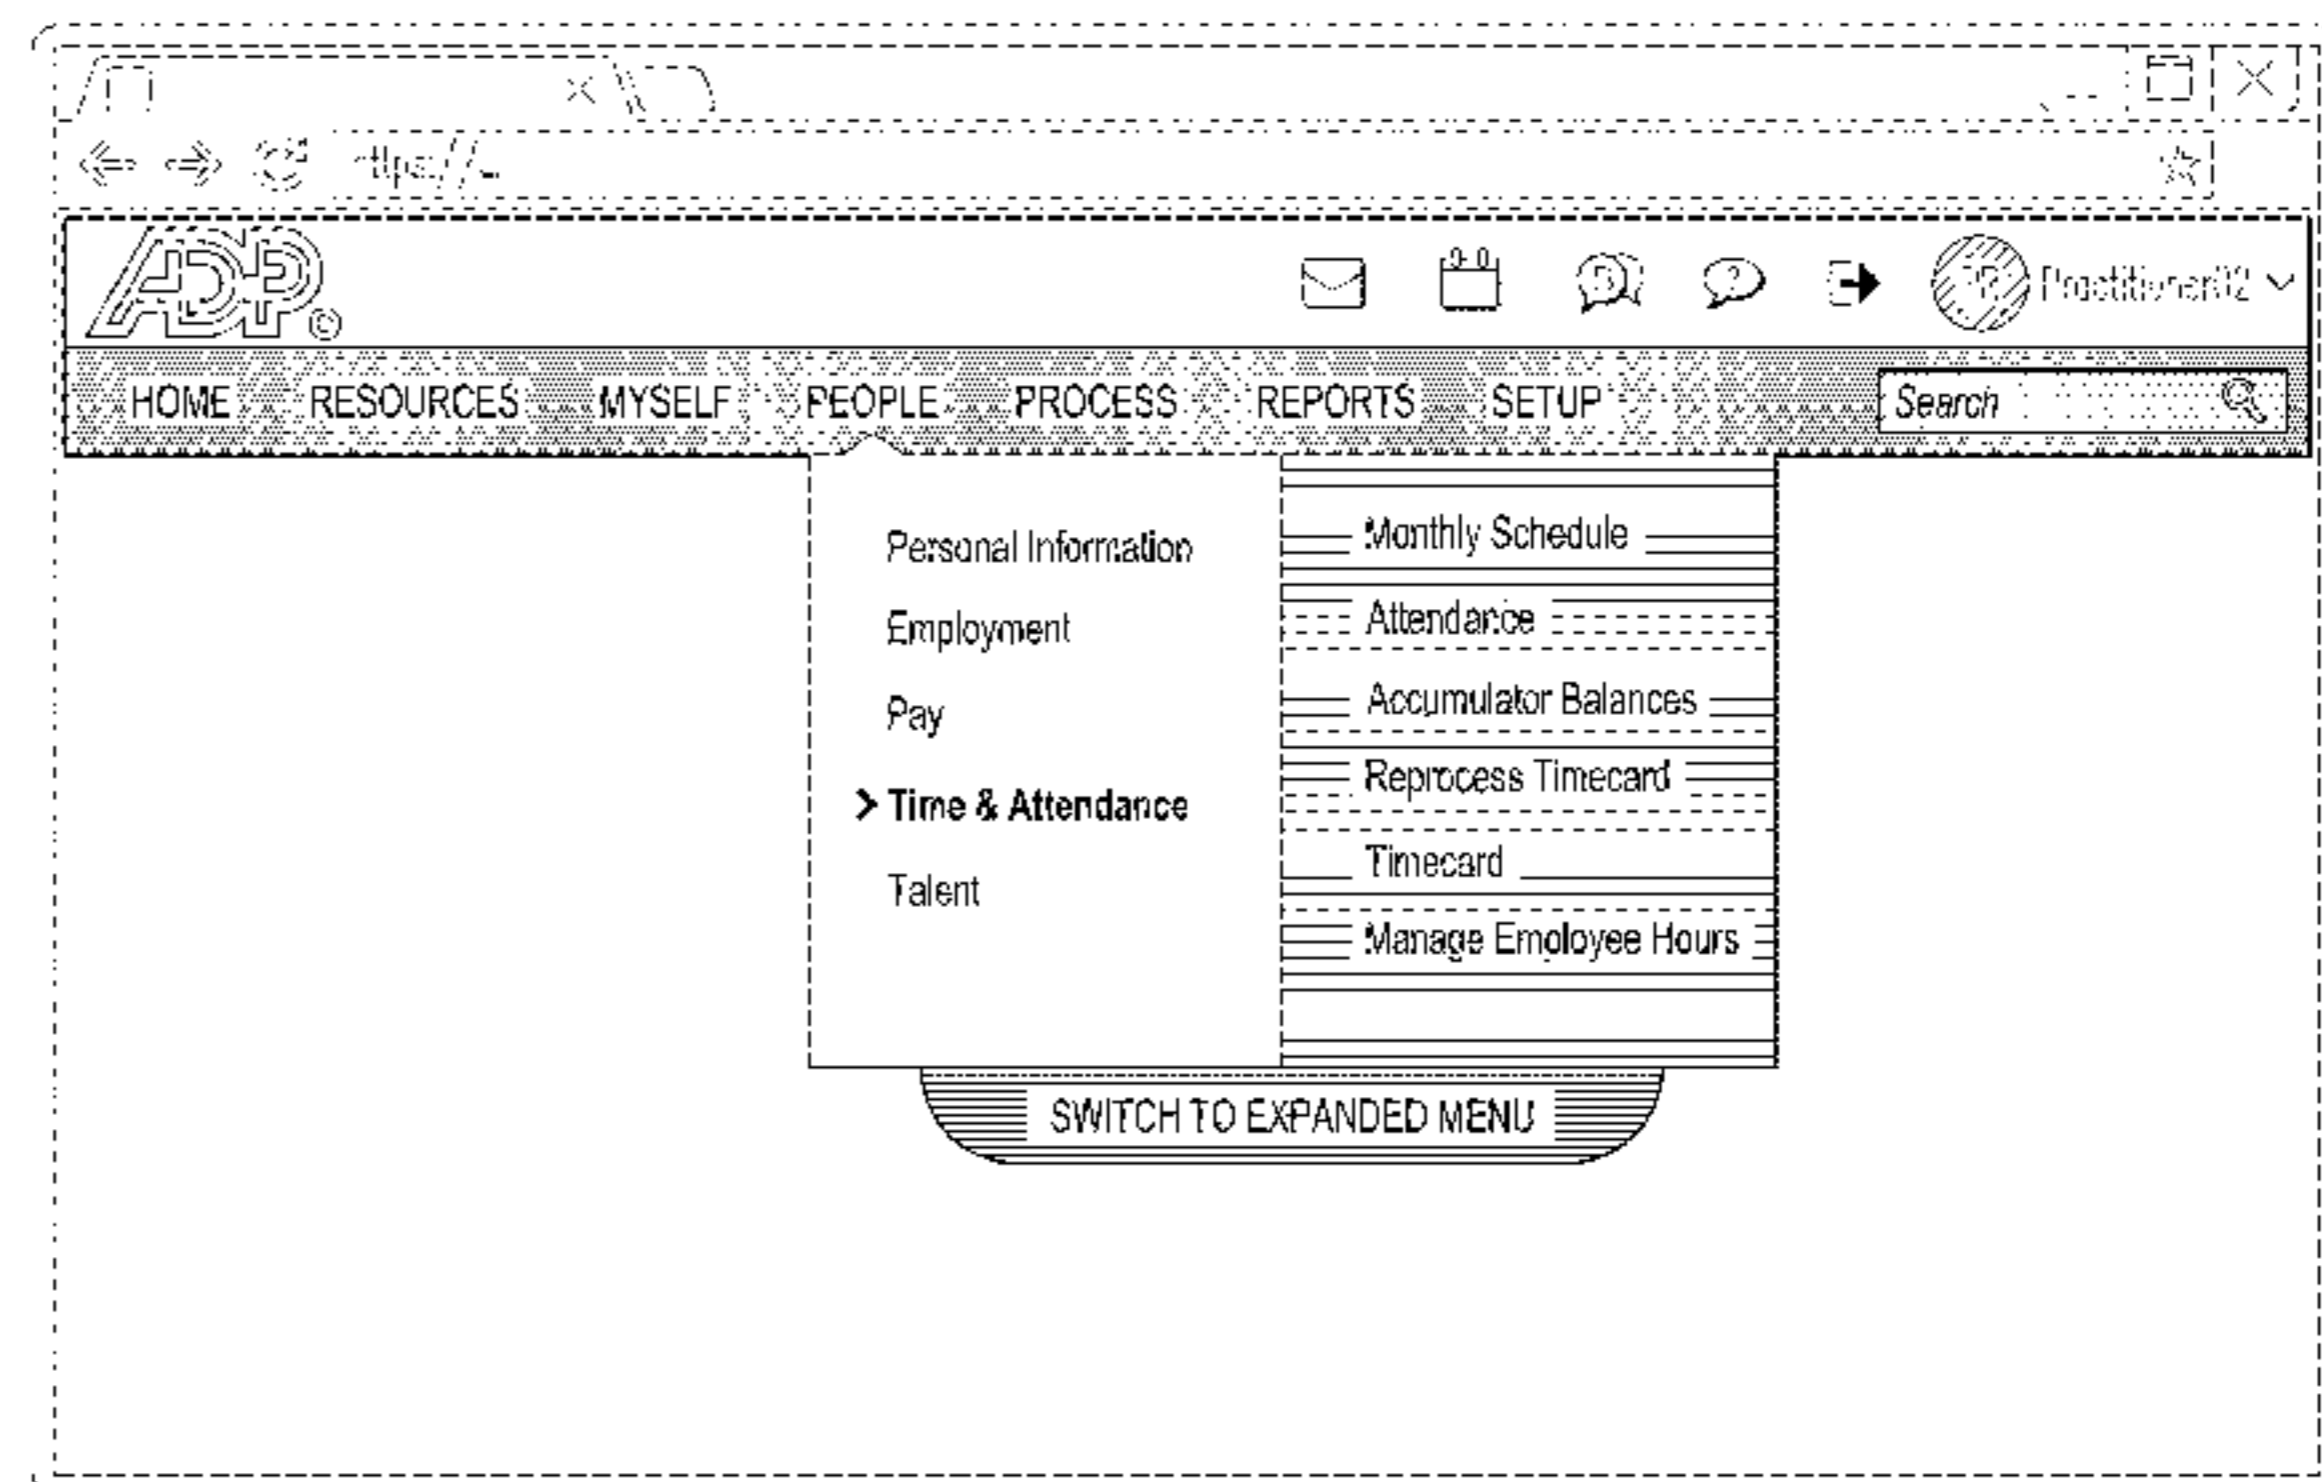 ADP©
Practitioner02
HOME RESOURCES MYSELF PEOPLE PROCESS REPORTS SETUP Search
Personal Information
Employment
Pay
> Time & Attendance
Talent
Monthly Schedule
Attendance
Accumulator Balances
Reprocess Timecard
Timecard
Manage Employee Hours
SWITCH TO EXPANDED MENU